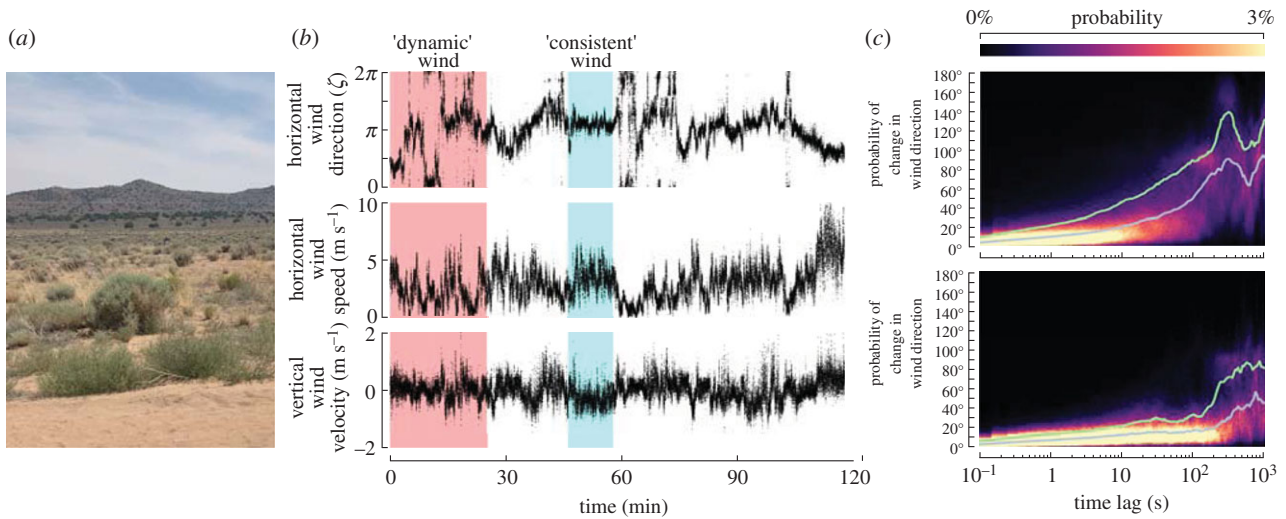 (a)
(b)
'dynamic'
wind
'consistent'
wind
horizontal
wind
direction (ζ)
2π
π
0
horizontal
wind
speed (m s⁻¹)
10
5
0
vertical
wind
velocity (m s⁻¹)
2
0
−2
0 30 60 90 120
time (min)
(c)
0% probability 3%
probability of
change in
wind direction
180°
160°
140°
120°
100°
80°
60°
40°
20°
0°
probability of
change in
wind direction
180°
160°
140°
120°
100°
80°
60°
40°
20°
0°
10⁻¹ 1 10 10² 10³
time lag (s)